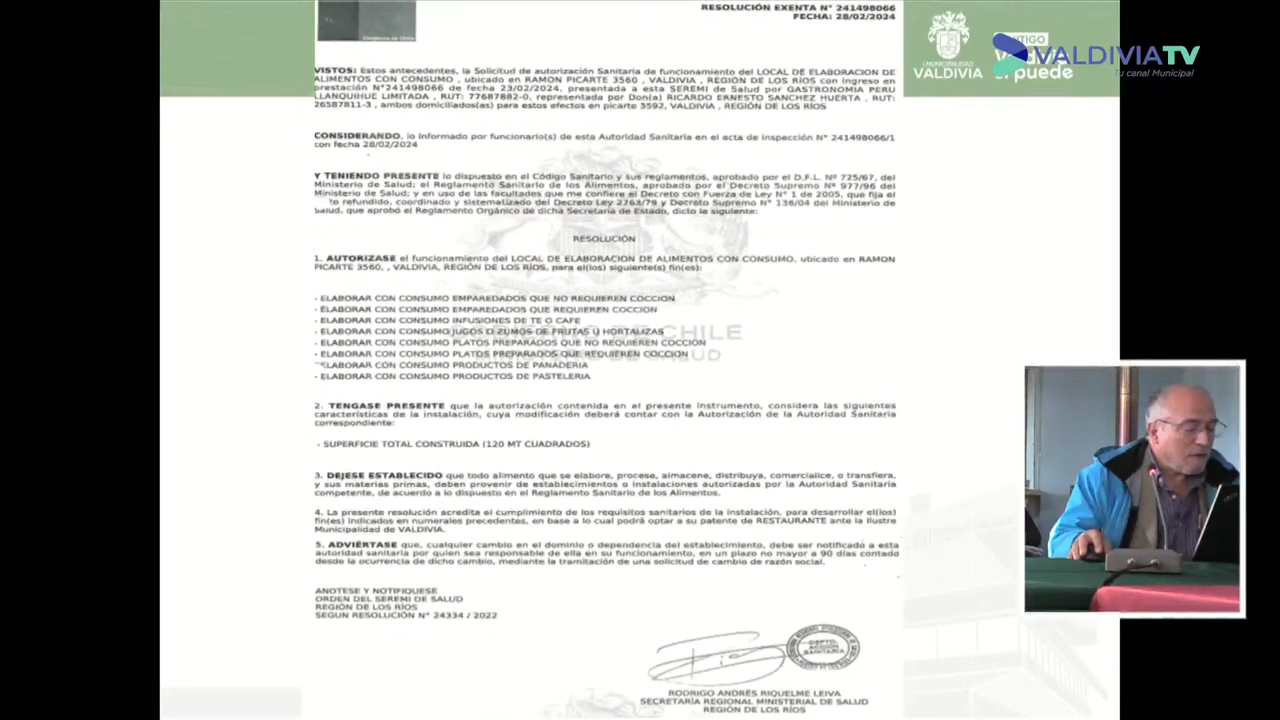 RESOLUCIÓN EXENTA N° 241498066
FECHA: 28/02/2024
Gobierno de Chile
I. MUNICIPALIDAD
VALDIVIA
VALDIVIATV
Tu canal Municipal
puede
VISTOS: Estos antecedentes, la Solicitud de autorización Sanitaria de funcionamiento del LOCAL DE ELABORACION DE
ALIMENTOS CON CONSUMO , ubicado en RAMON PICARTE 3560 , VALDIVIA , REGIÓN DE LOS RÍOS con ingreso en
prestación N°241498066 de fecha 23/02/2024, presentada a esta SEREMI de Salud por GASTRONOMIA PERU
LLANQUIHUE LIMITADA , RUT: 77687882-0, representada por Don(a) RICARDO ERNESTO SANCHEZ HUERTA , RUT:
26587811-3 , ambos domiciliados(as) para estos efectos en picarte 3592, VALDIVIA , REGIÓN DE LOS RÍOS
CONSIDERANDO, lo informado por funcionario(s) de esta Autoridad Sanitaria en el acta de inspección N° 241498066/1
con fecha 28/02/2024
Y TENIENDO PRESENTE lo dispuesto en el Código Sanitario y sus reglamentos, aprobado por el D.F.L. Nº 725/67, del
Ministerio de Salud; el Reglamento Sanitario de los Alimentos, aprobado por el Decreto Supremo N° 977/96 del
Ministerio de Salud; y en uso de las facultades que me confiere el Decreto con Fuerza de Ley N° 1 de 2005, que fija el
to refundido, coordinado y sistematizado del Decreto Ley 2763/79 y Decreto Supremo N° 136/04 del Ministerio de
Salud, que aprobó el Reglamento Orgánico de dicha Secretaría de Estado, dicto la siguiente:
RESOLUCIÓN
1. AUTORIZASE el funcionamiento del LOCAL DE ELABORACION DE ALIMENTOS CON CONSUMO, ubicado en RAMON
PICARTE 3560, , VALDIVIA, REGIÓN DE LOS RÍOS, para el(los) siguiente(s) fin(es):
- ELABORAR CON CONSUMO EMPAREDADOS QUE NO REQUIEREN COCCION
- ELABORAR CON CONSUMO EMPAREDADOS QUE REQUIEREN COCCION
- ELABORAR CON CONSUMO INFUSIONES DE TE O CAFE
- ELABORAR CON CONSUMO JUGOS O ZUMOS DE FRUTAS U HORTALIZAS
- ELABORAR CON CONSUMO PLATOS PREPARADOS QUE NO REQUIEREN COCCION
- ELABORAR CON CONSUMO PLATOS PREPARADOS QUE REQUIEREN COCCION
- ELABORAR CON CONSUMO PRODUCTOS DE PANADERIA
- ELABORAR CON CONSUMO PRODUCTOS DE PASTELERIA
GOBIERNO DE CHILE
SALUD
2. TENGASE PRESENTE que la autorización contenida en el presente instrumento, considera las siguientes
características de la instalación, cuya modificación deberá contar con la Autorización de la Autoridad Sanitaria
correspondiente:
- SUPERFICIE TOTAL CONSTRUIDA (120 MT CUADRADOS)
3. DEJESE ESTABLECIDO que todo alimento que se elabore, procese, almacene, distribuya, comercialice, o transfiera,
y sus materias primas, deben provenir de establecimientos o instalaciones autorizadas por la Autoridad Sanitaria
competente, de acuerdo a lo dispuesto en el Reglamento Sanitario de los Alimentos.
4. La presente resolución acredita el cumplimiento de los requisitos sanitarios de la instalación, para desarrollar el(los)
fin(es) indicados en numerales precedentes, en base a lo cual podrá optar a su patente de RESTAURANTE ante la Ilustre
Municipalidad de VALDIVIA.
5. ADVIÉRTASE que, cualquier cambio en el dominio o dependencia del establecimiento, debe ser notificado a esta
autoridad sanitaria por quien sea responsable de ella en su funcionamiento, en un plazo no mayor a 90 días contado
desde la ocurrencia de dicho cambio, mediante la tramitación de una solicitud de cambio de razón social.
ANOTESE Y NOTIFIQUESE
ORDEN DEL SEREMI DE SALUD
REGIÓN DE LOS RÍOS
SEGUN RESOLUCIÓN N° 24334 / 2022
DEPTO.
ACCION
SANITARIA
RODRIGO ANDRÉS RIQUELME LEIVA
SECRETARÍA REGIONAL MINISTERIAL DE SALUD
REGIÓN DE LOS RÍOS